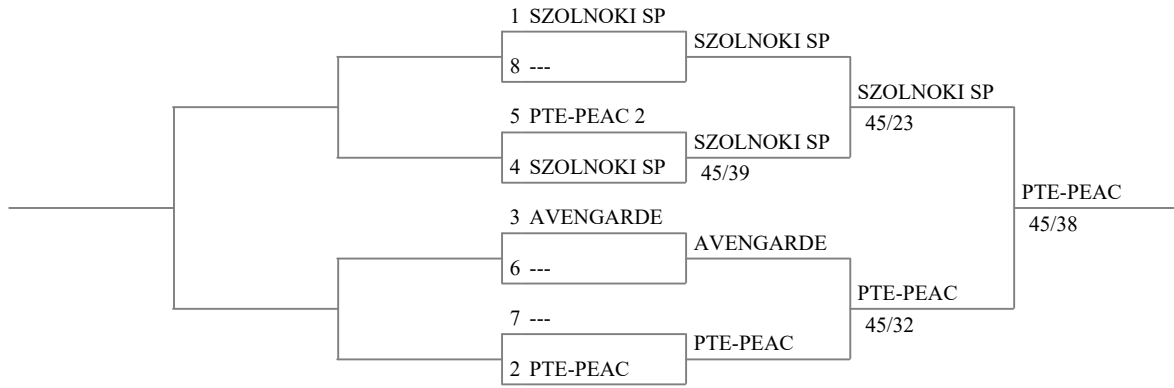 1 SZOLNOKI SP
SZOLNOKI SP
8 ---
SZOLNOKI SP
45/23
5 PTE-PEAC 2
SZOLNOKI SP
45/39
4 SZOLNOKI SP
PTE-PEAC
45/38
3 AVENGARDE
AVENGARDE
6 ---
PTE-PEAC
45/32
7 ---
PTE-PEAC
2 PTE-PEAC